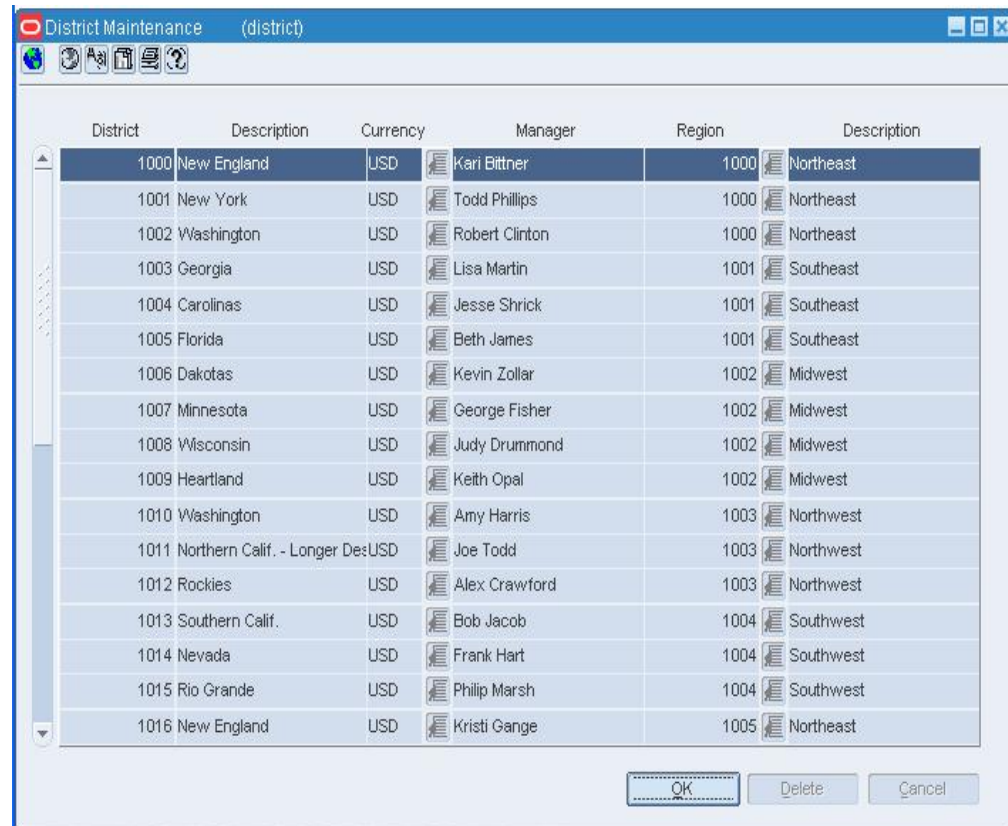 District Maintenance (district)
District Description Currency Manager Region Description
1000 New England USD Kari Bittner 1000 Northeast
1001 New York USD Todd Phillips 1000 Northeast
1002 Washington USD Robert Clinton 1000 Northeast
1003 Georgia USD Lisa Martin 1001 Southeast
1004 Carolinas USD Jesse Shrick 1001 Southeast
1005 Florida USD Beth James 1001 Southeast
1006 Dakotas USD Kevin Zollar 1002 Midwest
1007 Minnesota USD George Fisher 1002 Midwest
1008 Wisconsin USD Judy Drummond 1002 Midwest
1009 Heartland USD Keith Opal 1002 Midwest
1010 Washington USD Amy Harris 1003 Northwest
1011 Northern Calif. - Longer Des USD Joe Todd 1003 Northwest
1012 Rockies USD Alex Crawford 1003 Northwest
1013 Southern Calif. USD Bob Jacob 1004 Southwest
1014 Nevada USD Frank Hart 1004 Southwest
1015 Rio Grande USD Philip Marsh 1004 Southwest
1016 New England USD Kristi Gange 1005 Northeast
OK Delete Cancel